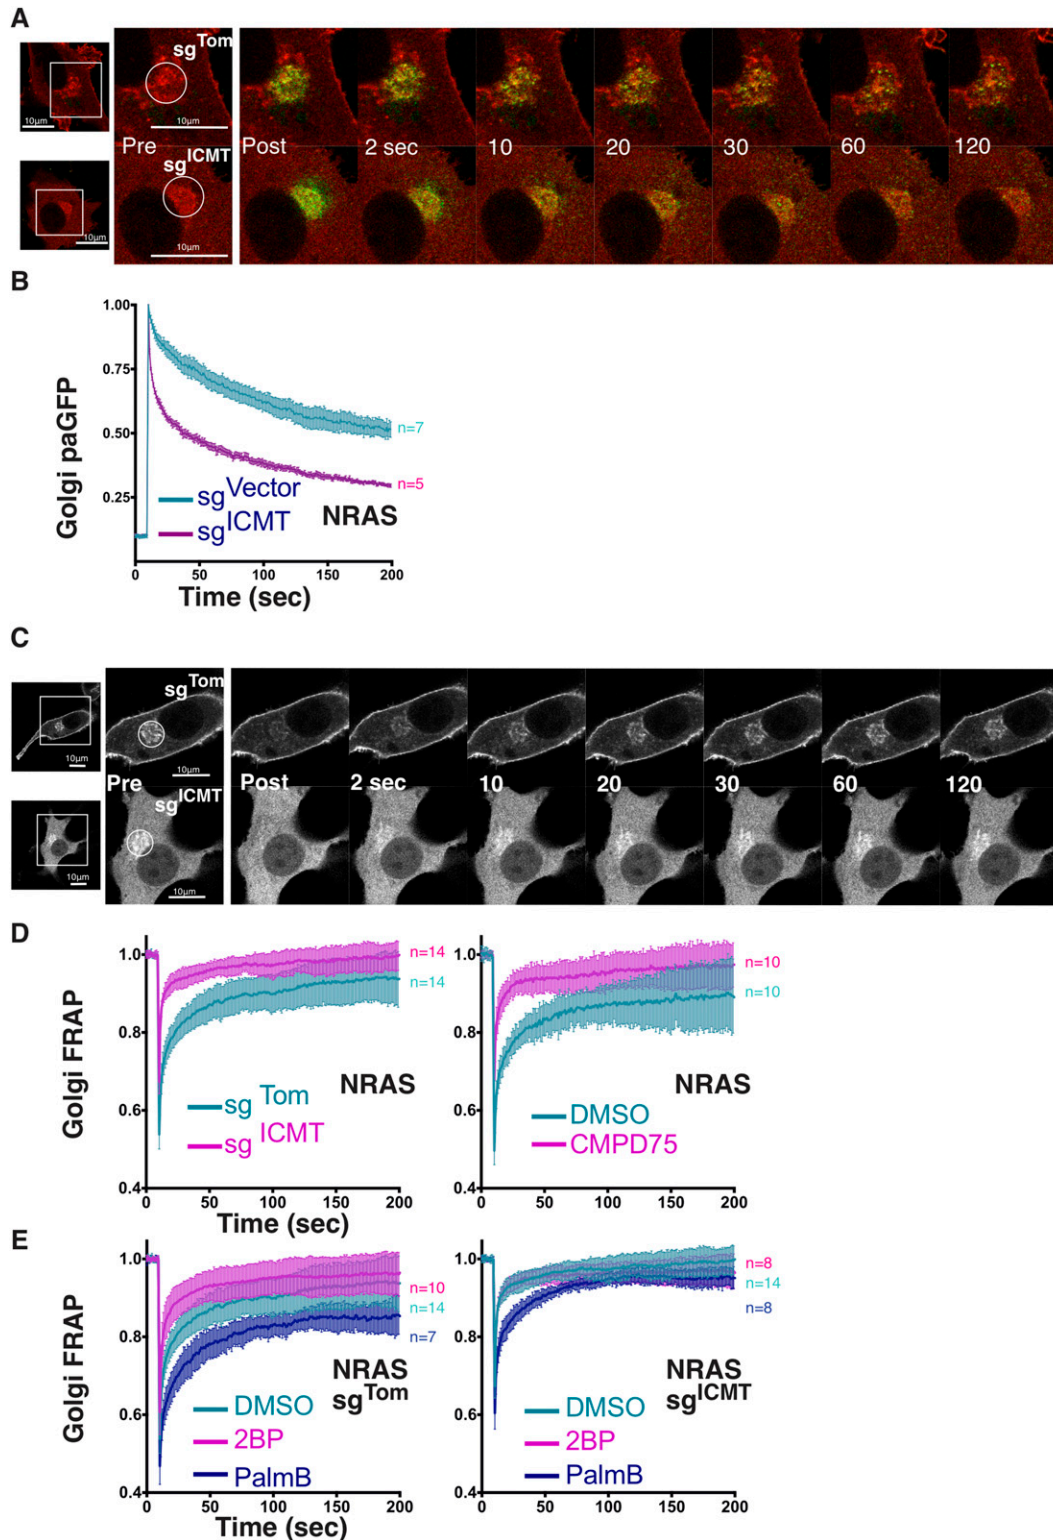 A
sgTom
10µm
10µm
Pre
Post
2 sec
10
20
30
60
120
sgICMT
10µm
10µm
B
1.00
0.75
0.50
0.25
Golgi paGFP
n=7
n=5
sgVector
sgICMT
NRAS
0 50 100 150 200
Time (sec)
C
sgTom
10µm
10µm
Pre
Post
2 sec
10
20
30
60
120
sgICMT
10µm
10µm
D
Golgi FRAP
1.0
0.8
0.6
0.4
n=14
n=14
NRAS
sgTom
sgICMT
0 50 100 150 200
Time (sec)
1.0
0.8
0.6
0.4
n=10
n=10
NRAS
DMSO
CMPD75
0 50 100 150 200
E
Golgi FRAP
1.0
0.8
0.6
0.4
n=10
n=14
n=7
NRAS
sgTom
DMSO
2BP
PalmB
0 50 100 150 200
Time (sec)
1.0
0.8
0.6
0.4
n=8
n=14
n=8
NRAS
sgICMT
DMSO
2BP
PalmB
0 50 100 150 200